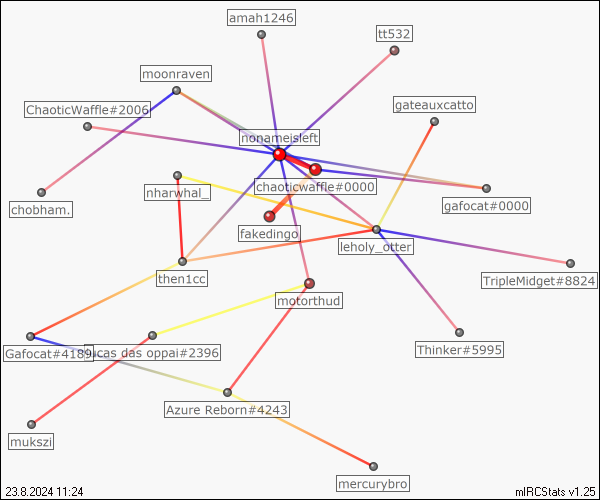 amah1246
tt532
moonraven
ChaoticWaffle#2006
gateauxcatto
nonameisleft
nharwhal_
chaoticwaffle#0000
chobham.
gafocat#0000
fakedingo
leholy_otter
then1cc
TripleMidget#8824
motorthud
Gafocat#4189
ucas das oppai#2396
Thinker#5995
Azure Reborn#4243
mukszi
mercurybro
23.8.2024 11:24
mIRCStats v1.25